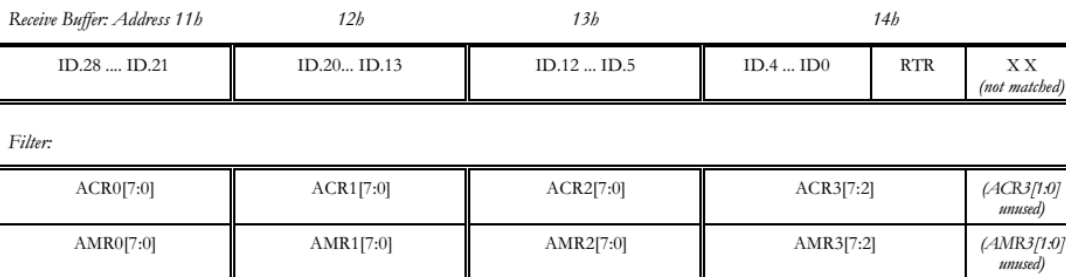 Receive Buffer: Address 11h 12h 13h 14h
ID.28 .... ID.21 ID.20... ID.13 ID.12 ... ID.5 ID.4 ... ID0 RTR X X
(not matched)
Filter:
ACR0[7:0] ACR1[7:0] ACR2[7:0] ACR3[7:2] (ACR3[1:0]
unused)
AMR0[7:0] AMR1[7:0] AMR2[7:0] AMR3[7:2] (AMR3[1:0]
unused)